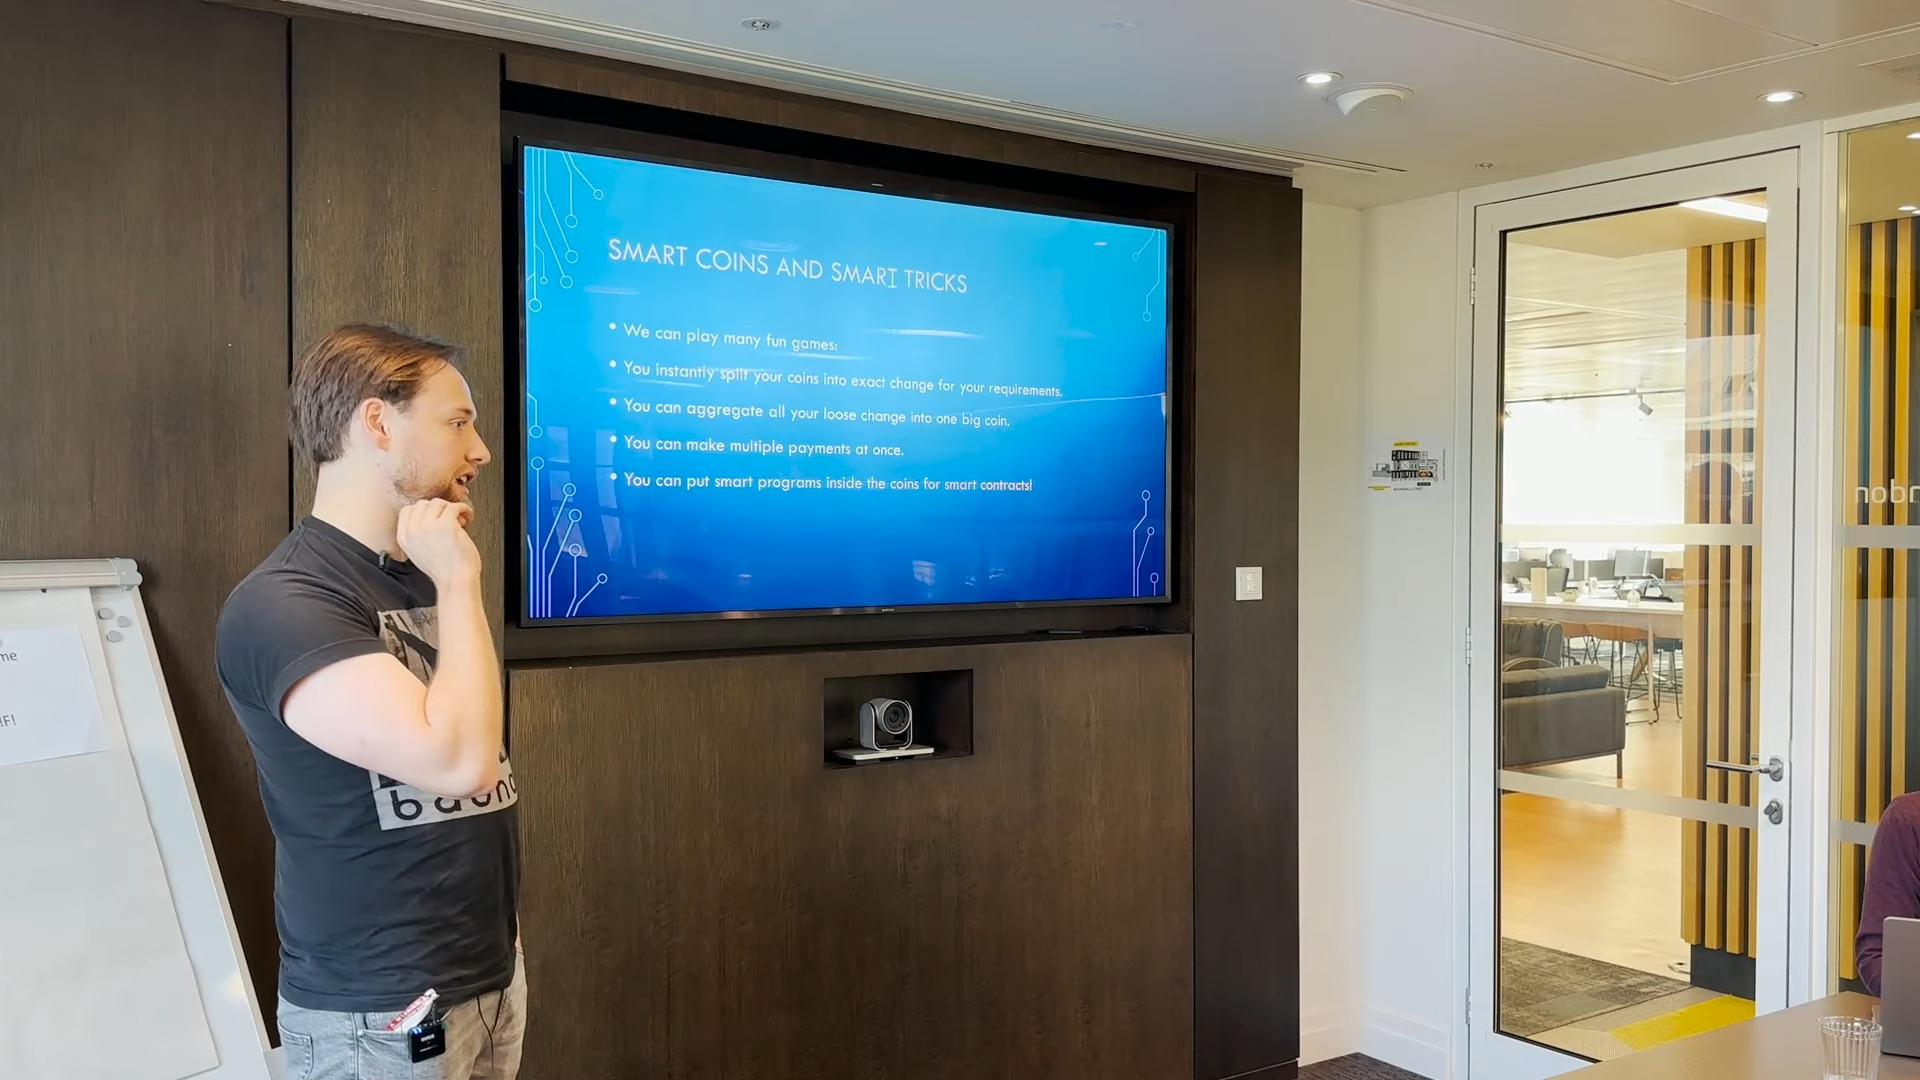 SMART COINS AND SMART TRICKS
• We can play many fun games:
• You instantly split your coins into exact change for your requirements.
• You can aggregate all your loose change into one big coin.
• You can make multiple payments at once.
• You can put smart programs inside the coins for smart contracts!
me
IF!